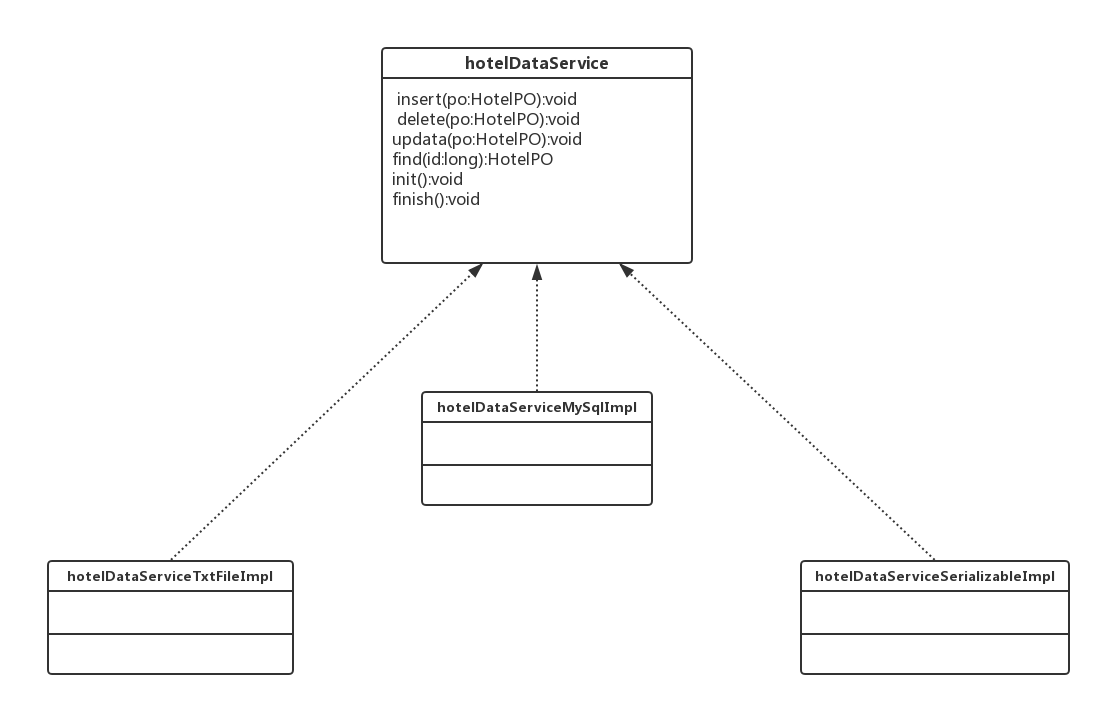 hotelDataService
insert(po:HotelPO):void
delete(po:HotelPO):void
updata(po:HotelPO):void
find(id:long):HotelPO
init():void
finish():void
hotelDataServiceMySqlImpl
hotelDataServiceTxtFileImpl
hotelDataServiceSerializableImpl